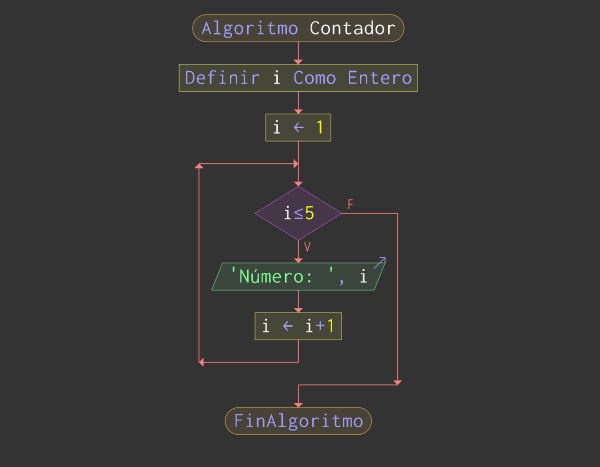 Algoritmo Contador
Definir i Como Entero
i ← 1
i≤5
F
V
'Número: ', i
i ← i+1
FinAlgoritmo